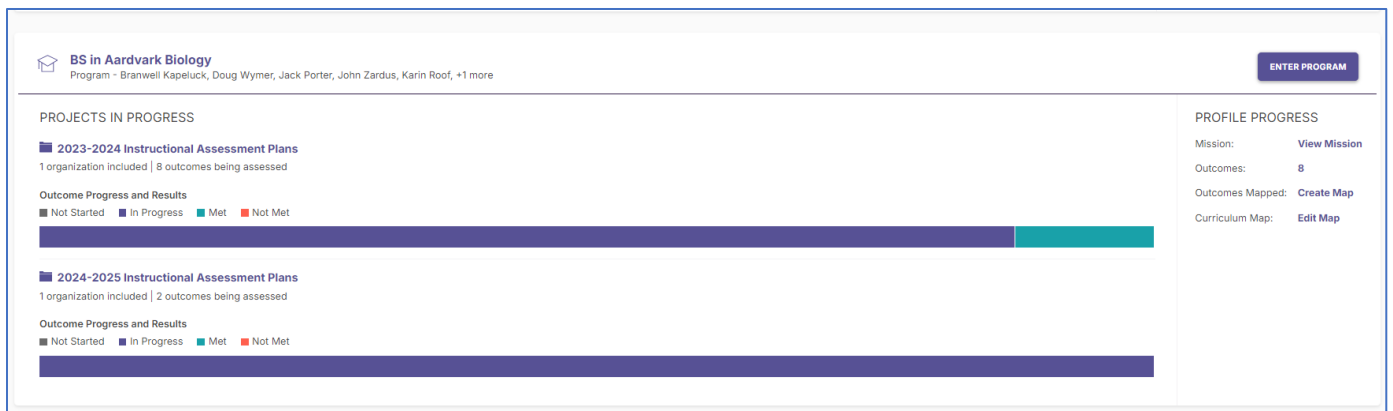 BS in Aardvark Biology
Program - Branwell Kapeluck, Doug Wymer, Jack Porter, John Zardus, Karin Roof, +1 more
ENTER PROGRAM
PROJECTS IN PROGRESS
2023-2024 Instructional Assessment Plans
1 organization included | 8 outcomes being assessed
Outcome Progress and Results
Not Started In Progress Met Not Met
2024-2025 Instructional Assessment Plans
1 organization included | 2 outcomes being assessed
Outcome Progress and Results
Not Started In Progress Met Not Met
PROFILE PROGRESS
Mission: View Mission
Outcomes: 8
Outcomes Mapped: Create Map
Curriculum Map: Edit Map